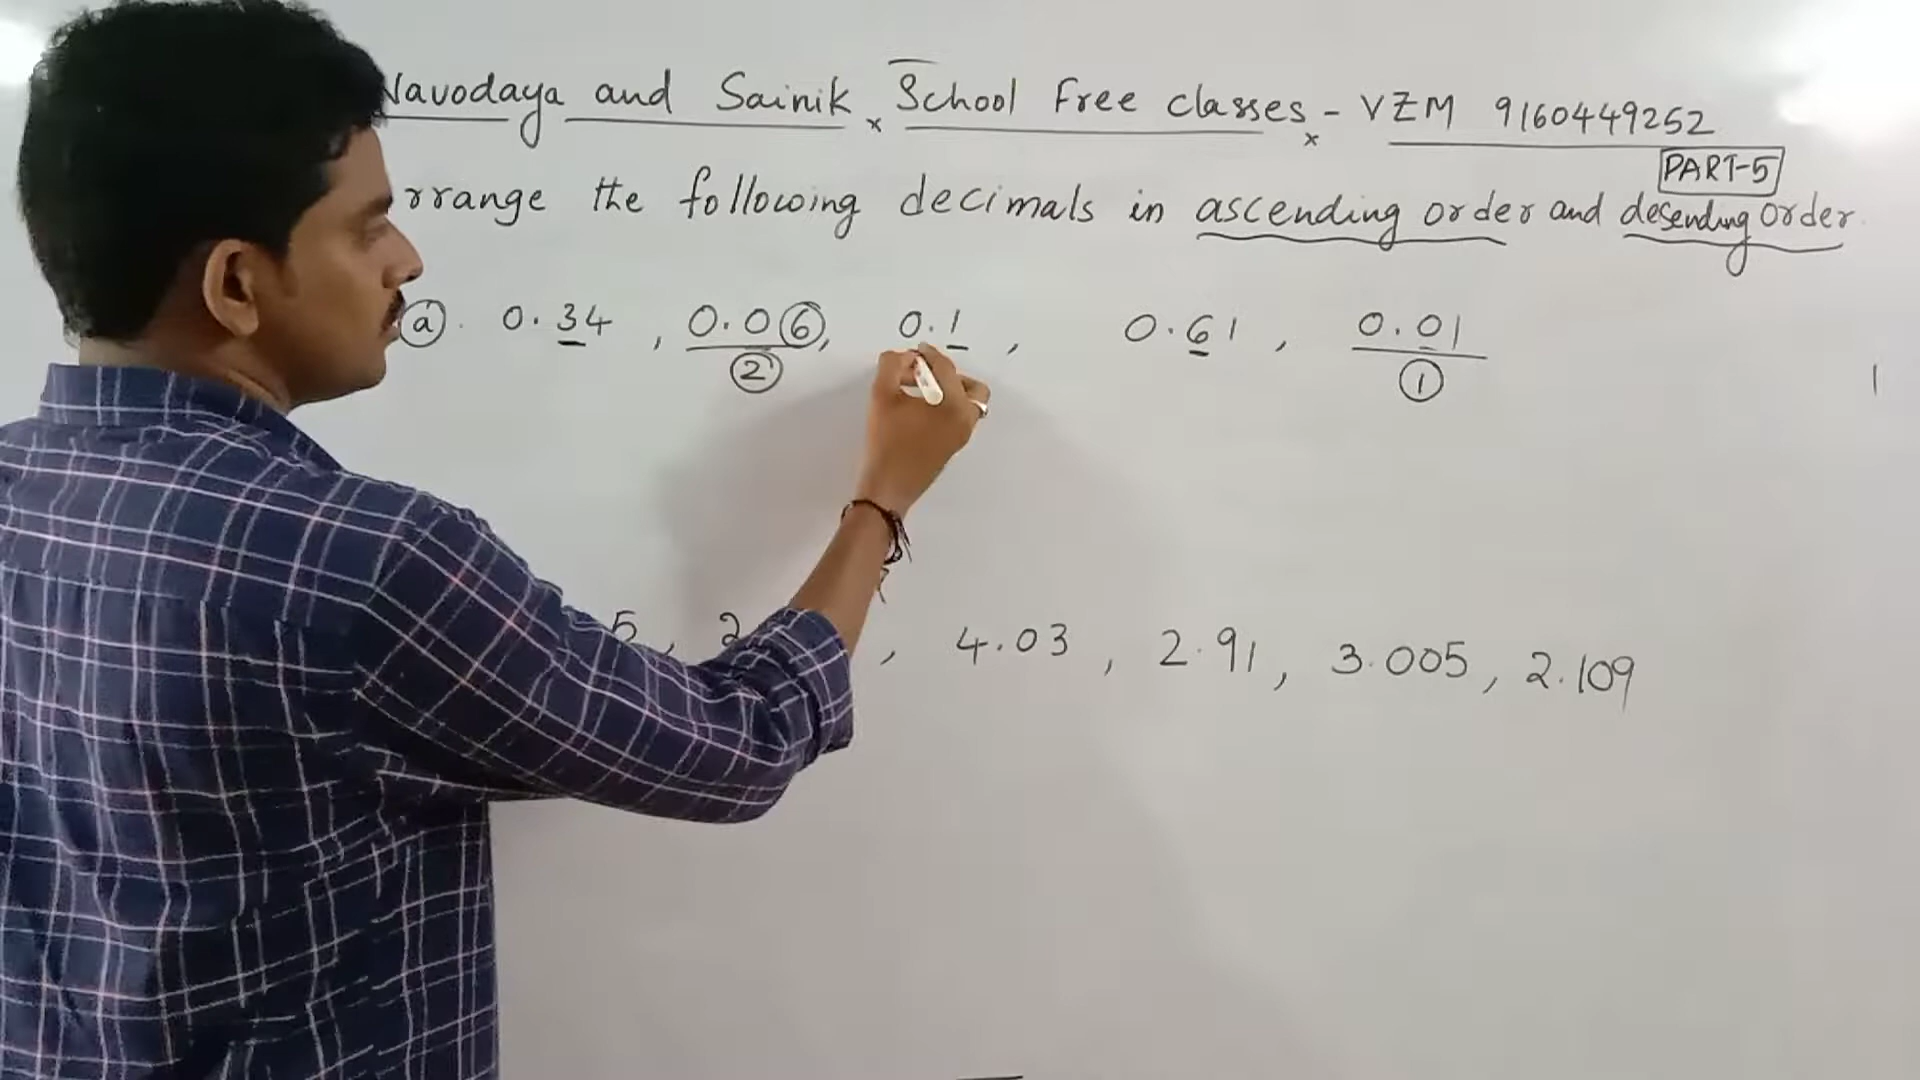 Navodaya and Sainik School Free classes - VZM 9160449252
PART-5
rrange the following decimals in ascending order and desending order.
(a). 0.34 , 0.06, 0.1 , 0.61 , 0.01
2 1
5 , 2 , 4.03 , 2.91 , 3.005 , 2.109